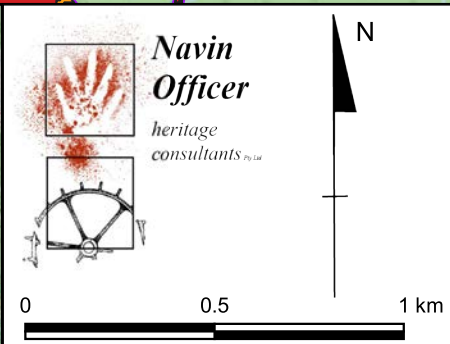 Navin
Officer
heritage
consultants Pty Ltd
N
0 0.5 1 km